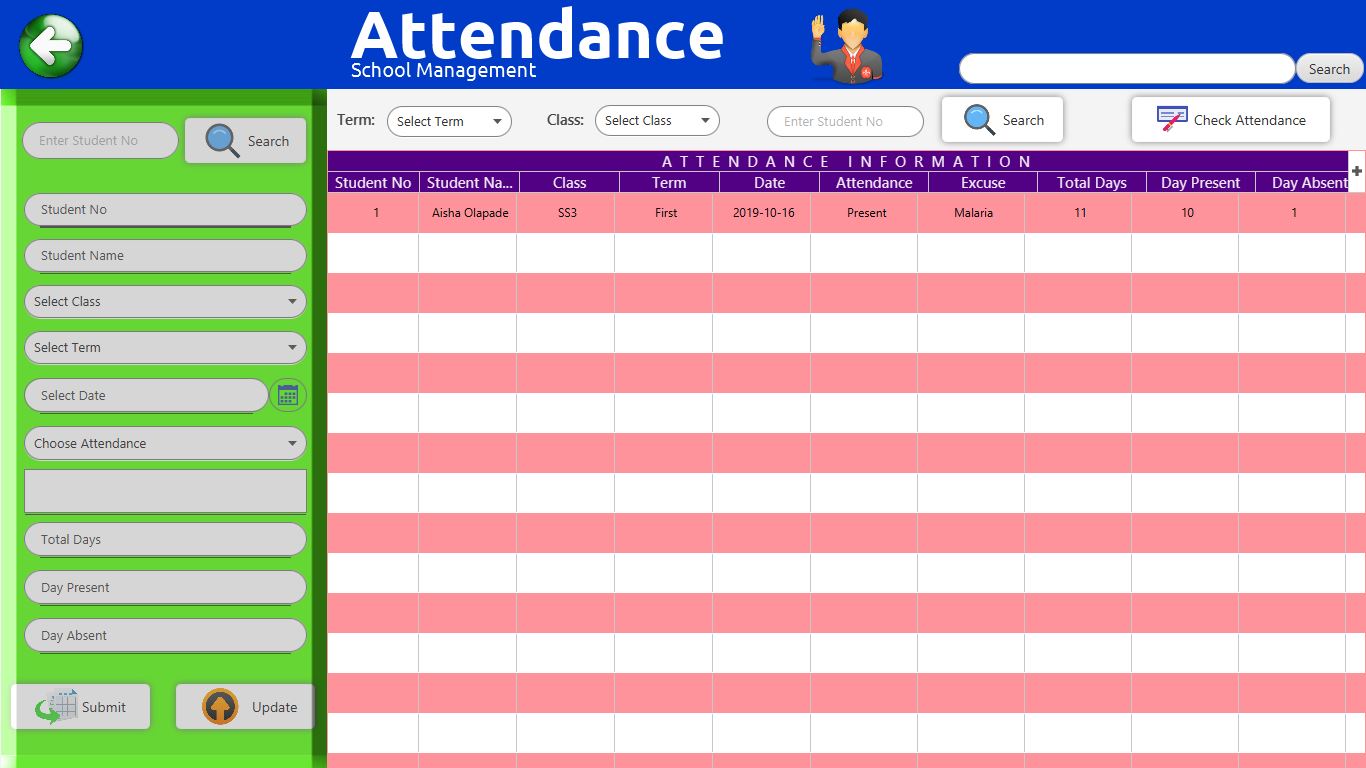 Attendance
School Management
Search
Enter Student No
Search
Student No
Student Name
Select Class
Select Term
Select Date
Choose Attendance
Total Days
Day Present
Day Absent
Submit
Update
Term:
Select Term
Class:
Select Class
Enter Student No
Search
Check Attendance
ATTENDANCE INFORMATION
Student No Student Na... Class Term Date Attendance Excuse Total Days Day Present Day Absent +
1 Aisha Olapade SS3 First 2019-10-16 Present Malaria 11 10 1